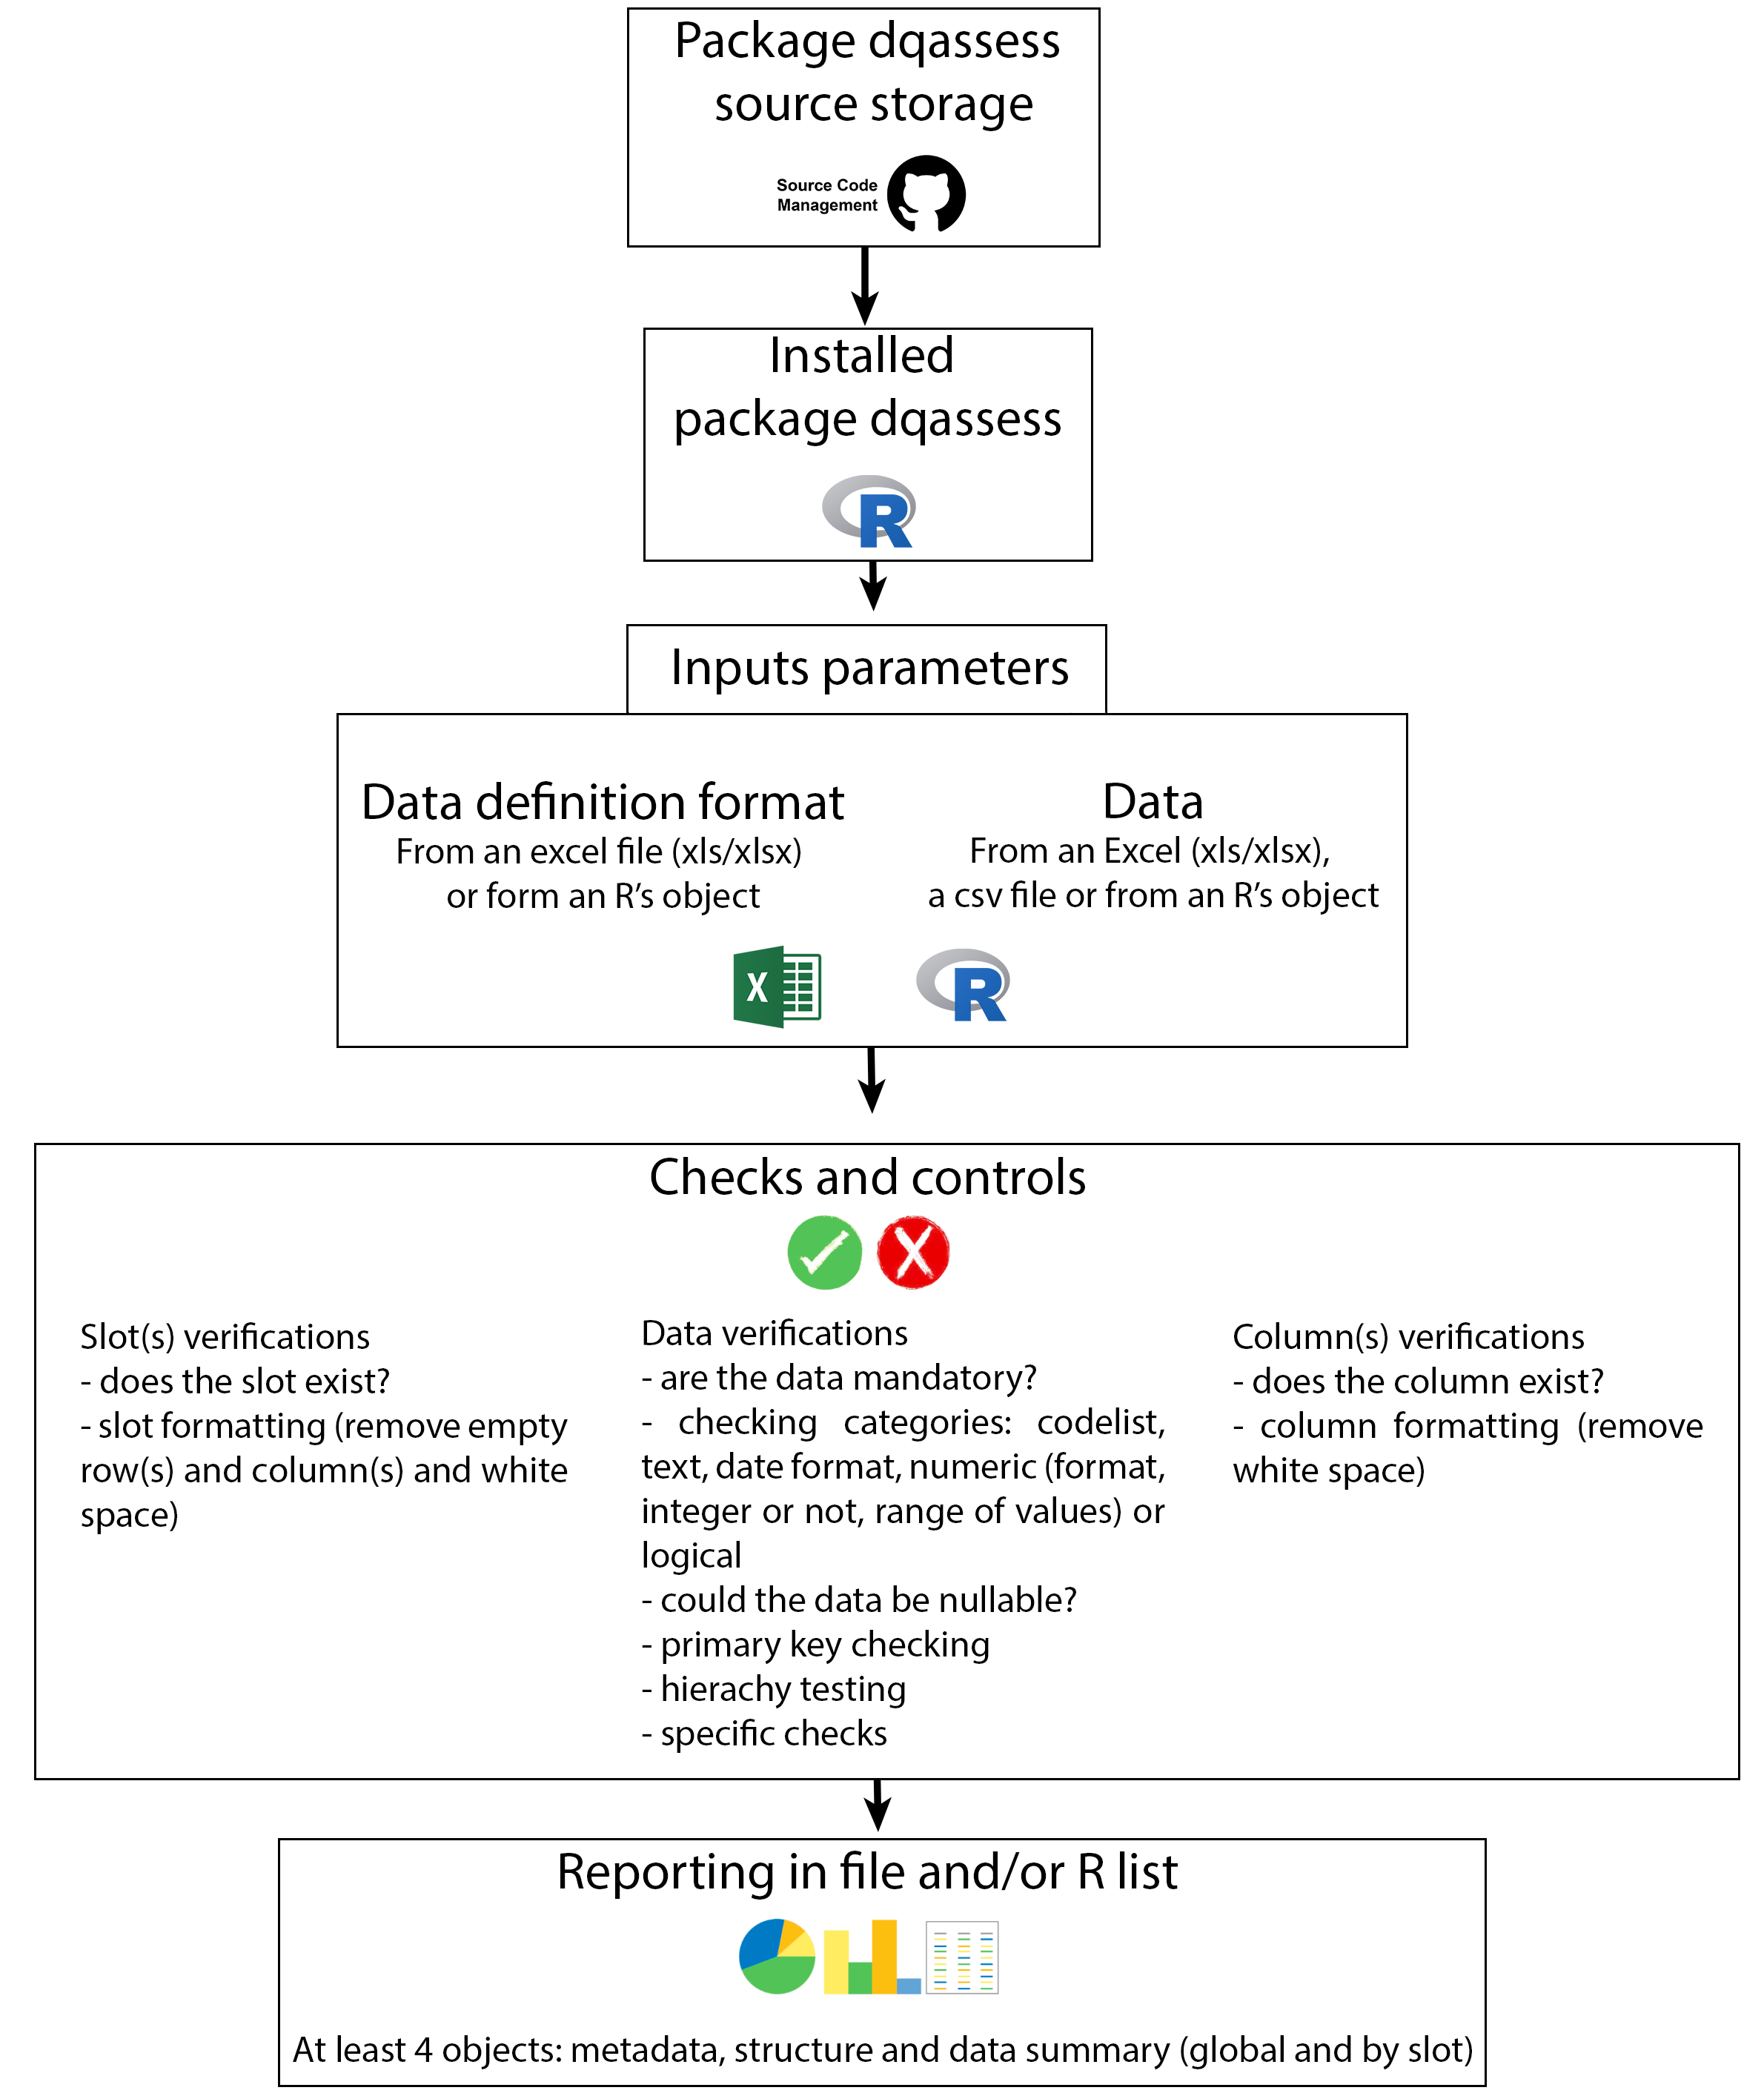 Package dqassess
source storage
Source Code
Management
Installed
package dqassess
R
Inputs parameters
Data definition format
From an excel file (xls/xlsx)
or form an R’s object
Data
From an Excel (xls/xlsx),
a csv file or from an R’s object
X
R
Checks and controls
Slot(s) verifications
- does the slot exist?
- slot formatting (remove empty
row(s) and column(s) and white
space)
Data verifications
- are the data mandatory?
- checking categories: codelist,
text, date format, numeric (format,
integer or not, range of values) or
logical
- could the data be nullable?
- primary key checking
- hierachy testing
- specific checks
Column(s) verifications
- does the column exist?
- column formatting (remove
white space)
Reporting in file and/or R list
At least 4 objects: metadata, structure and data summary (global and by slot)